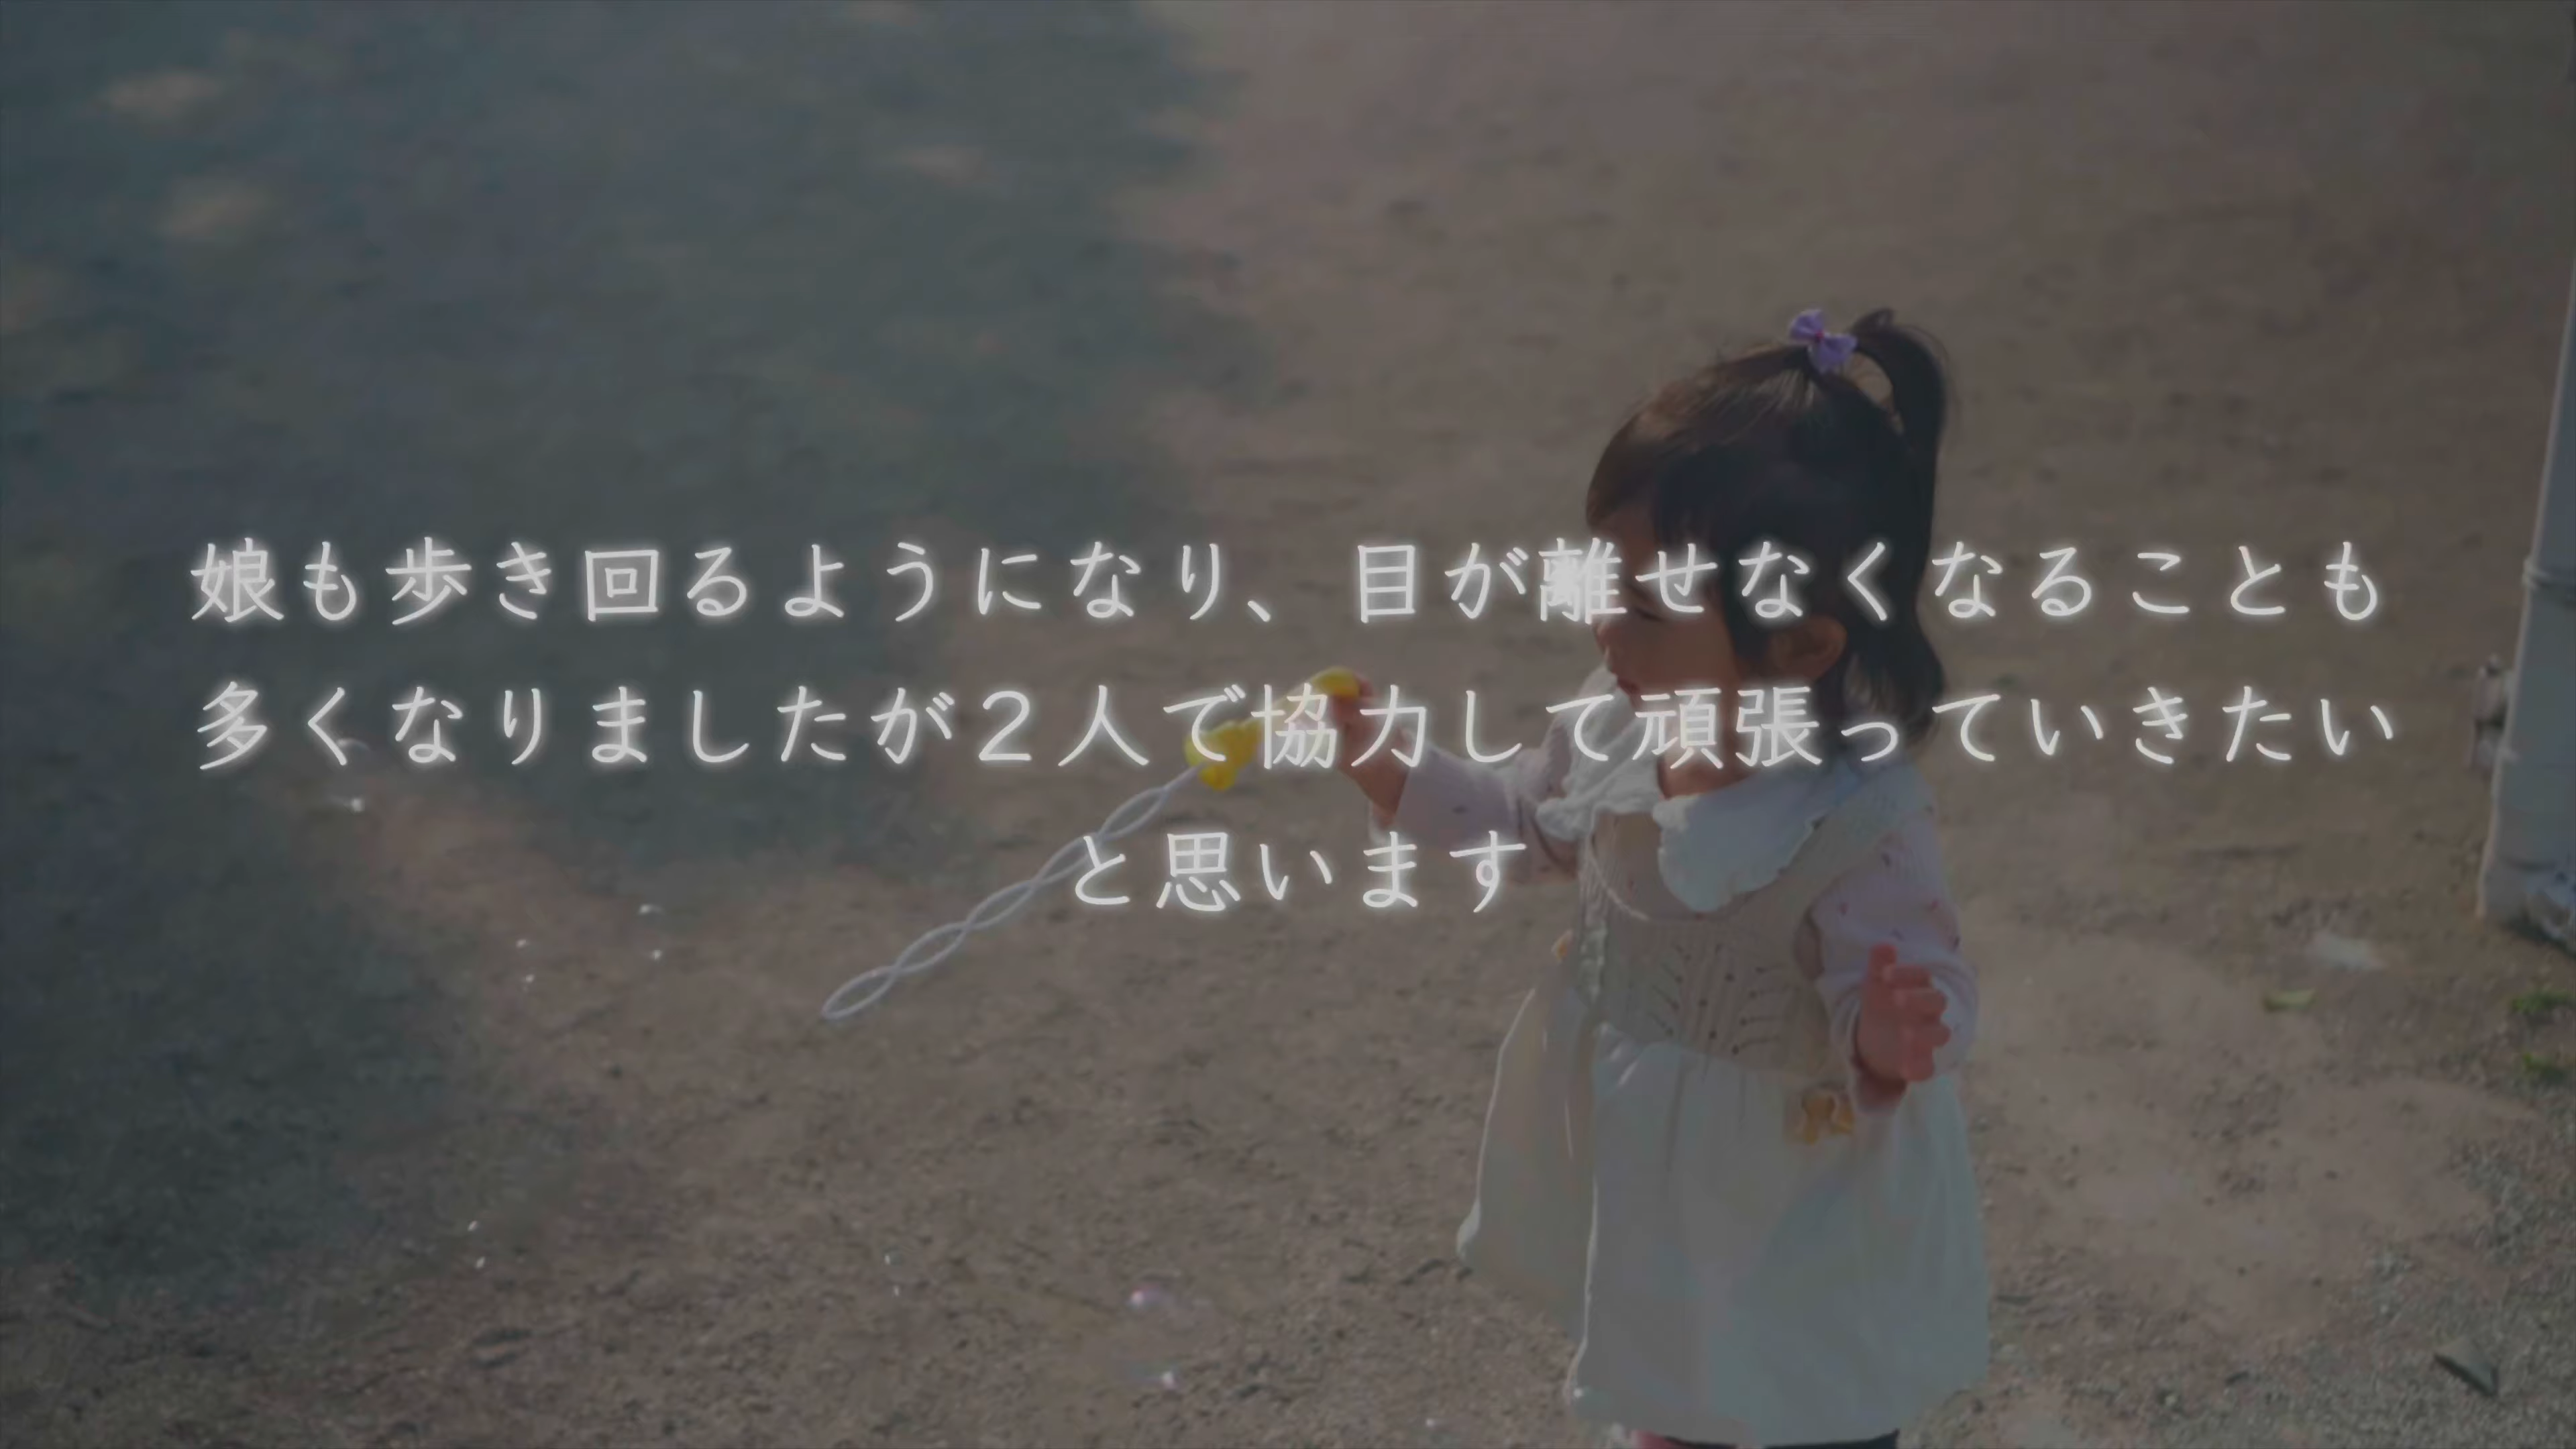 娘も歩き回るようになり、目が離せなくなることも
多くなりましたが２人で協力して頑張っていきたい
と思います